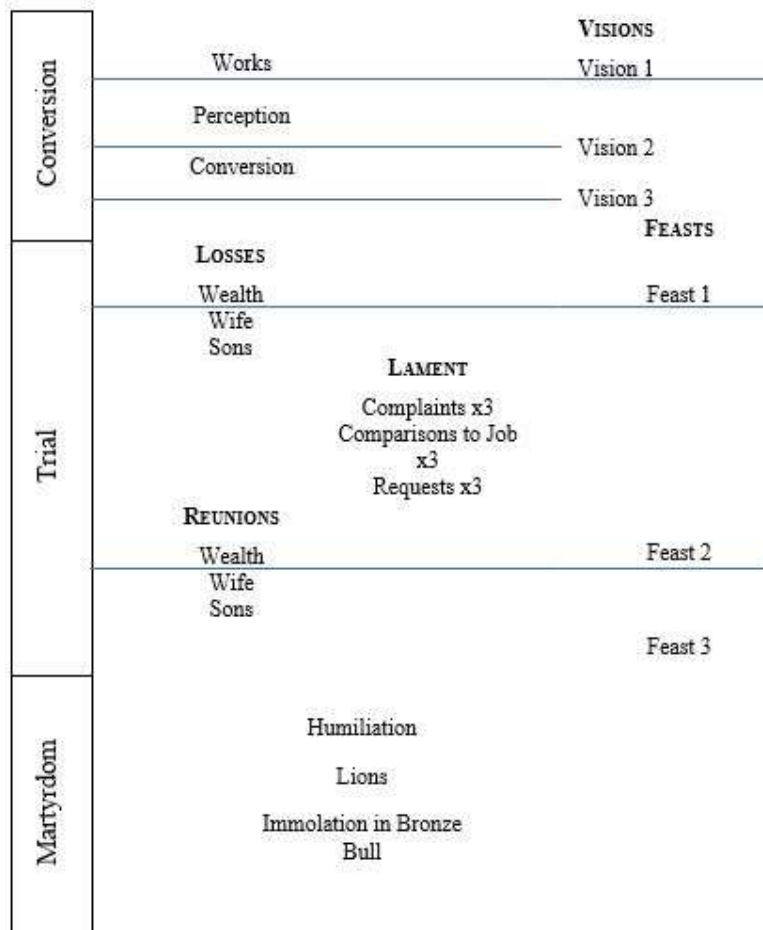 VISIONS
Conversion
Works
Vision 1
Perception
Vision 2
Conversion
Vision 3
FEASTS
Trial
LOSSES
Wealth
Feast 1
Wife
Sons
LAMENT
Complaints x3
Comparisons to Job
x3
Requests x3
REUNIONS
Wealth
Feast 2
Wife
Sons
Feast 3
Martyrdom
Humiliation
Lions
Immolation in Bronze
Bull